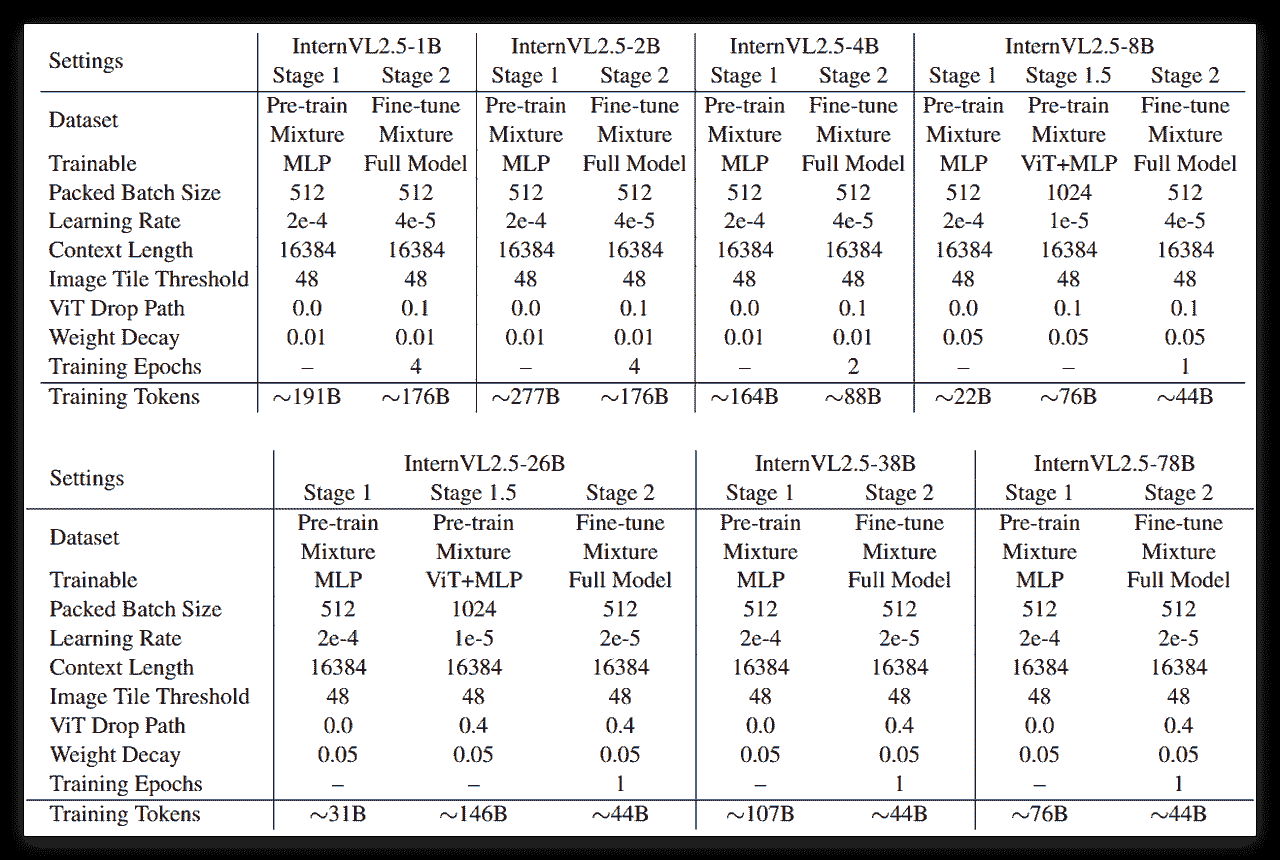 Settings InternVL2.5-1B InternVL2.5-2B InternVL2.5-4B InternVL2.5-8B
Stage 1 Stage 2 Stage 1 Stage 2 Stage 1 Stage 2 Stage 1 Stage 1.5 Stage 2
Dataset Pre-train Fine-tune Pre-train Fine-tune Pre-train Fine-tune Pre-train Pre-train Fine-tune
Mixture Mixture Mixture Mixture Mixture Mixture Mixture Mixture Mixture
Trainable MLP Full Model MLP Full Model MLP Full Model MLP ViT+MLP Full Model
Packed Batch Size 512 512 512 512 512 512 512 1024 512
Learning Rate 2e-4 4e-5 2e-4 4e-5 2e-4 4e-5 2e-4 1e-5 4e-5
Context Length 16384 16384 16384 16384 16384 16384 16384 16384 16384
Image Tile Threshold 48 48 48 48 48 48 48 48 48
ViT Drop Path 0.0 0.1 0.0 0.1 0.0 0.1 0.0 0.1 0.1
Weight Decay 0.01 0.01 0.01 0.01 0.01 0.01 0.05 0.05 0.05
Training Epochs – 4 – 4 – 2 – – 1
Training Tokens ~191B ~176B ~277B ~176B ~164B ~88B ~22B ~76B ~44B
Settings InternVL2.5-26B InternVL2.5-38B InternVL2.5-78B
Stage 1 Stage 1.5 Stage 2 Stage 1 Stage 2 Stage 1 Stage 2
Dataset Pre-train Pre-train Fine-tune Pre-train Fine-tune Pre-train Fine-tune
Mixture Mixture Mixture Mixture Mixture Mixture Mixture
Trainable MLP ViT+MLP Full Model MLP Full Model MLP Full Model
Packed Batch Size 512 1024 512 512 512 512 512
Learning Rate 2e-4 1e-5 2e-5 2e-4 2e-5 2e-4 2e-5
Context Length 16384 16384 16384 16384 16384 16384 16384
Image Tile Threshold 48 48 48 48 48 48 48
ViT Drop Path 0.0 0.4 0.4 0.0 0.4 0.0 0.4
Weight Decay 0.05 0.05 0.05 0.05 0.05 0.05 0.05
Training Epochs – – 1 – 1 – 1
Training Tokens ~31B ~146B ~44B ~107B ~44B ~76B ~44B